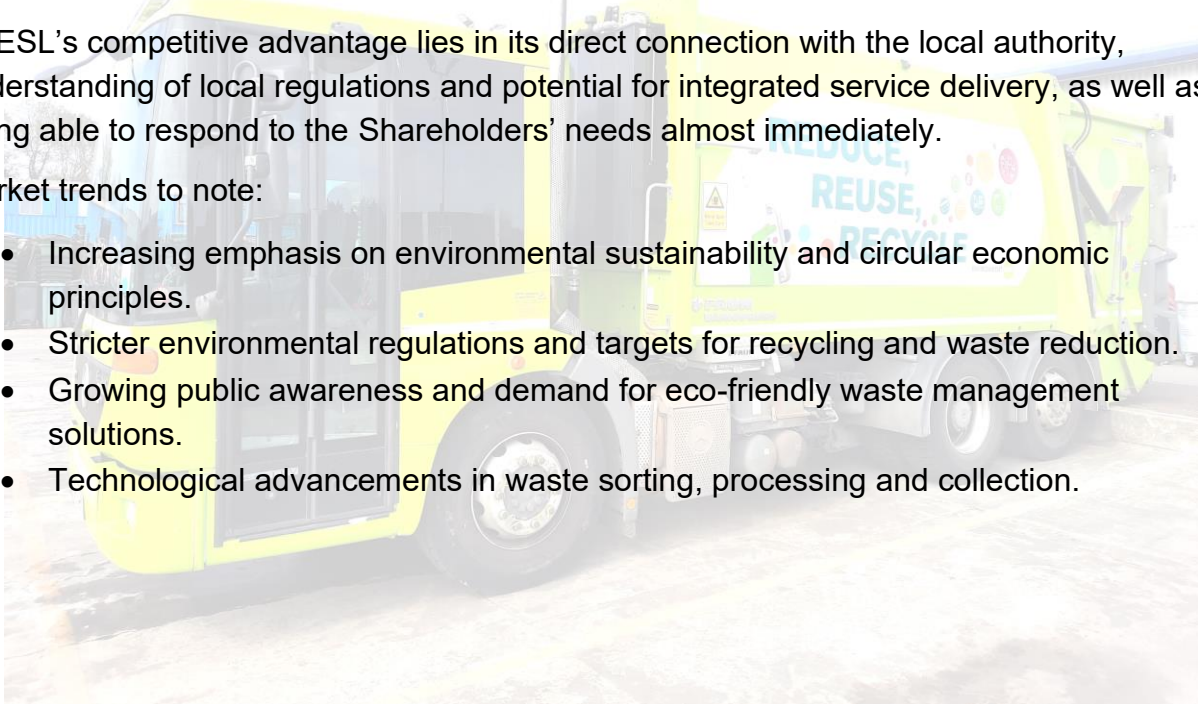 ESL’s competitive advantage lies in its direct connection with the local authority,
derstanding of local regulations and potential for integrated service delivery, as well as
ng able to respond to the Shareholders’ needs almost immediately.
rket trends to note:
• Increasing emphasis on environmental sustainability and circular economic
principles.
• Stricter environmental regulations and targets for recycling and waste reduction.
• Growing public awareness and demand for eco-friendly waste management
solutions.
• Technological advancements in waste sorting, processing and collection.
REDUCE,
REUSE,
RECYCLE